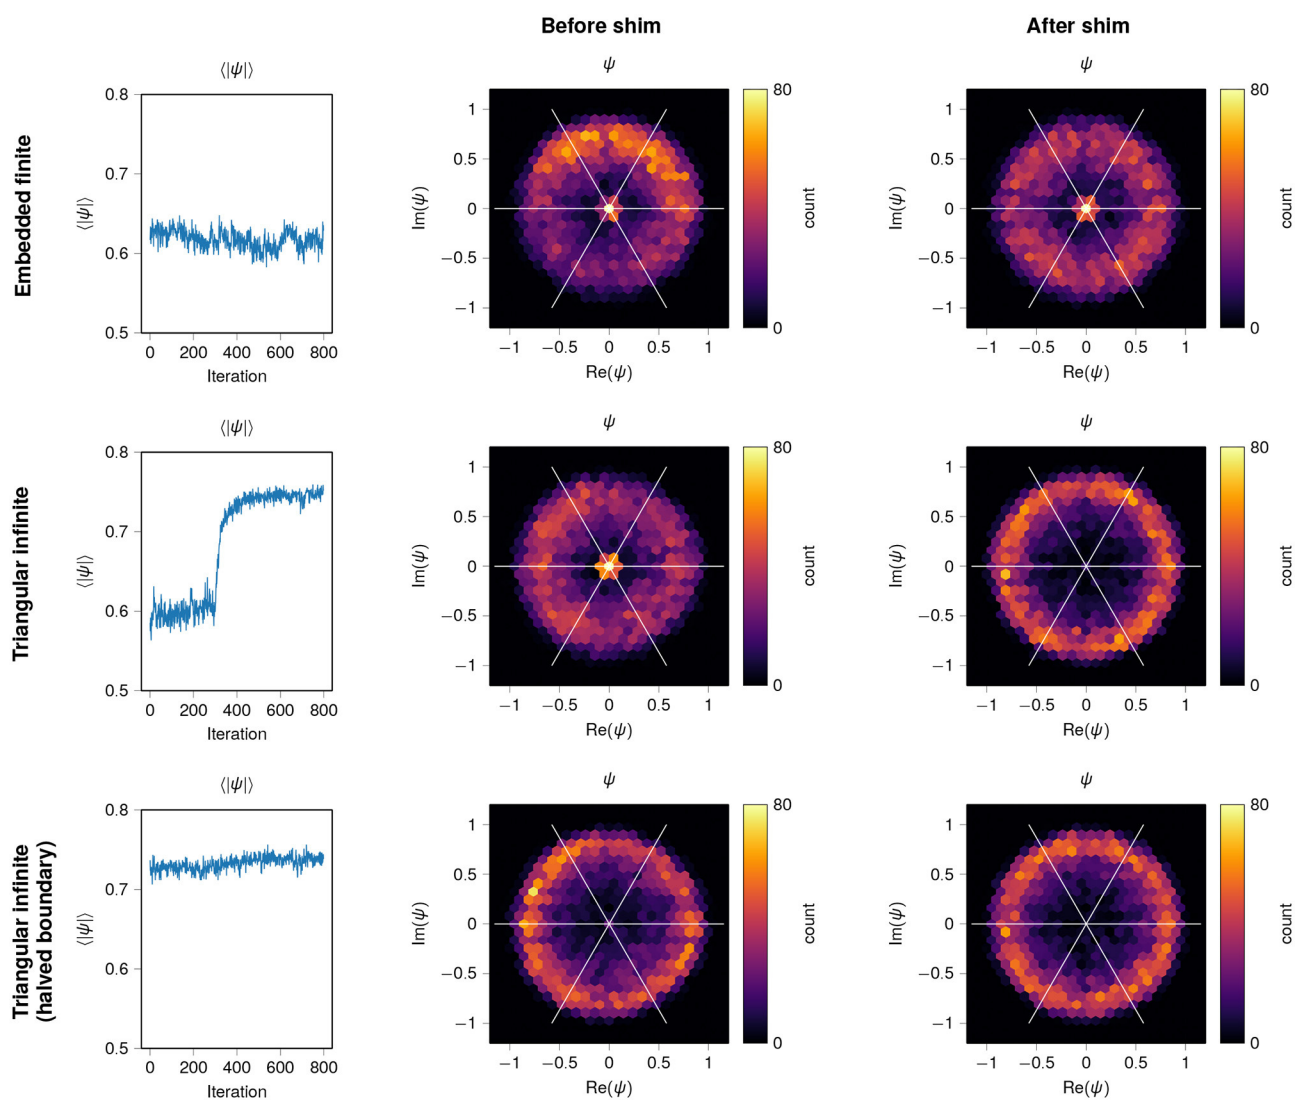 Before shim
After shim
Embedded finite
⟨|ψ|⟩
⟨|ψ|⟩
0.8
0.7
0.6
0.5
0 200 400 600 800
Iteration
ψ
Im(ψ)
1
0.5
0
−0.5
−1
−1 −0.5 0 0.5 1
Re(ψ)
80
0
count
ψ
Im(ψ)
1
0.5
0
−0.5
−1
−1 −0.5 0 0.5 1
Re(ψ)
80
0
count
Triangular infinite
⟨|ψ|⟩
⟨|ψ|⟩
0.8
0.7
0.6
0.5
0 200 400 600 800
Iteration
ψ
Im(ψ)
1
0.5
0
−0.5
−1
−1 −0.5 0 0.5 1
Re(ψ)
80
0
count
ψ
Im(ψ)
1
0.5
0
−0.5
−1
−1 −0.5 0 0.5 1
Re(ψ)
80
0
count
Triangular infinite
(halved boundary)
⟨|ψ|⟩
⟨|ψ|⟩
0.8
0.7
0.6
0.5
0 200 400 600 800
Iteration
ψ
Im(ψ)
1
0.5
0
−0.5
−1
−1 −0.5 0 0.5 1
Re(ψ)
80
0
count
ψ
Im(ψ)
1
0.5
0
−0.5
−1
−1 −0.5 0 0.5 1
Re(ψ)
80
0
count